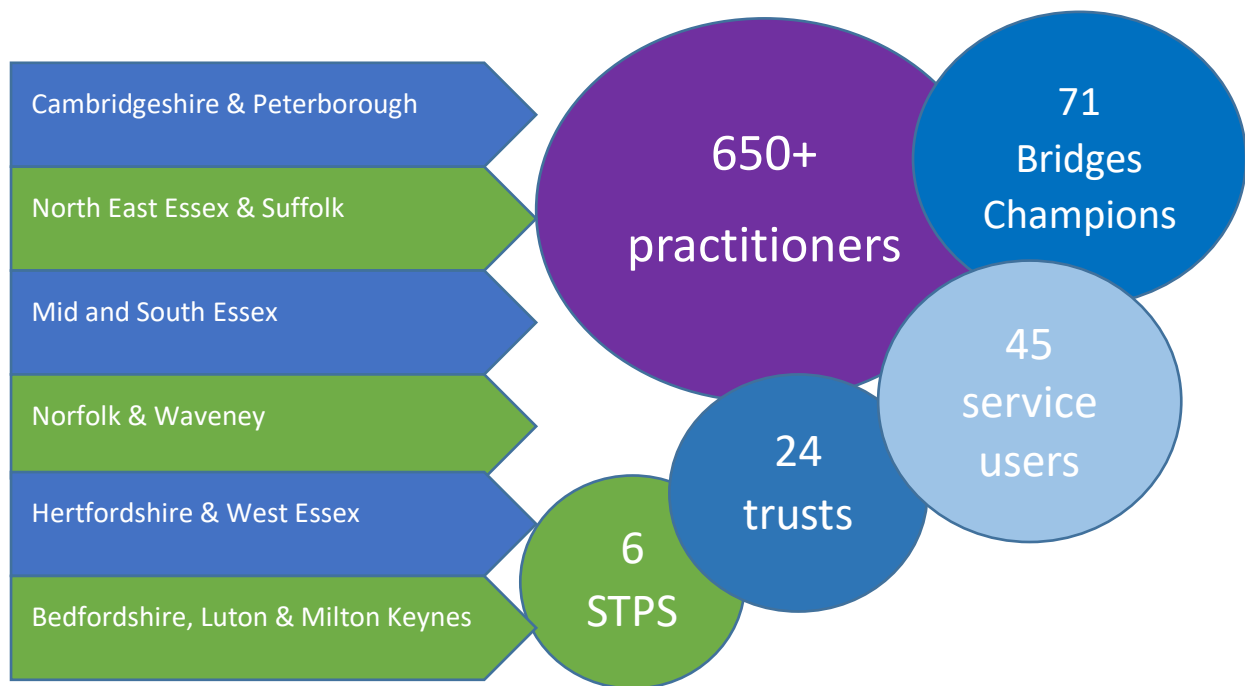 Cambridgeshire & Peterborough
North East Essex & Suffolk
Mid and South Essex
Norfolk & Waveney
Hertfordshire & West Essex
Bedfordshire, Luton & Milton Keynes
650+
practitioners
71
Bridges
Champions
45
service
users
24
trusts
6
STPS